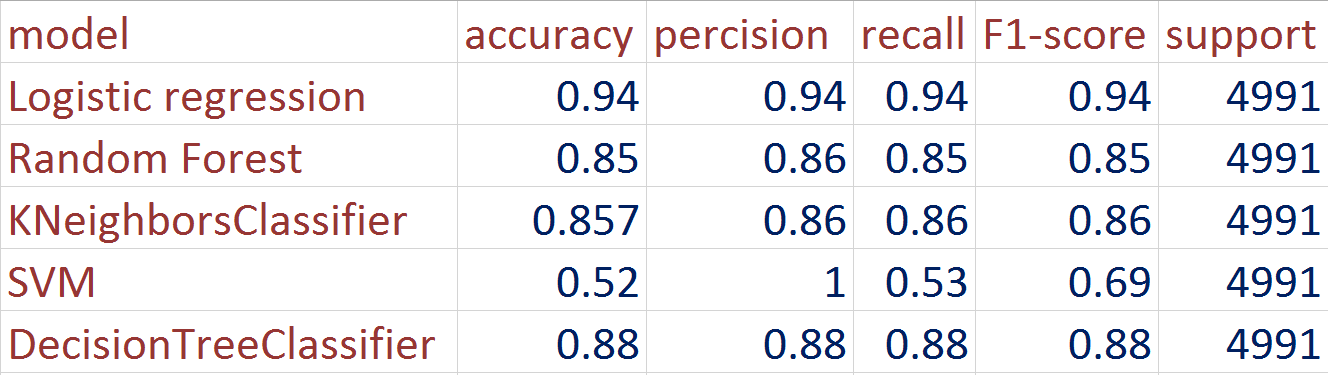 model accuracy percision recall F1-score support
Logistic regression 0.94 0.94 0.94 0.94 4991
Random Forest 0.85 0.86 0.85 0.85 4991
KNeighborsClassifier 0.857 0.86 0.86 0.86 4991
SVM 0.52 1 0.53 0.69 4991
DecisionTreeClassifier 0.88 0.88 0.88 0.88 4991